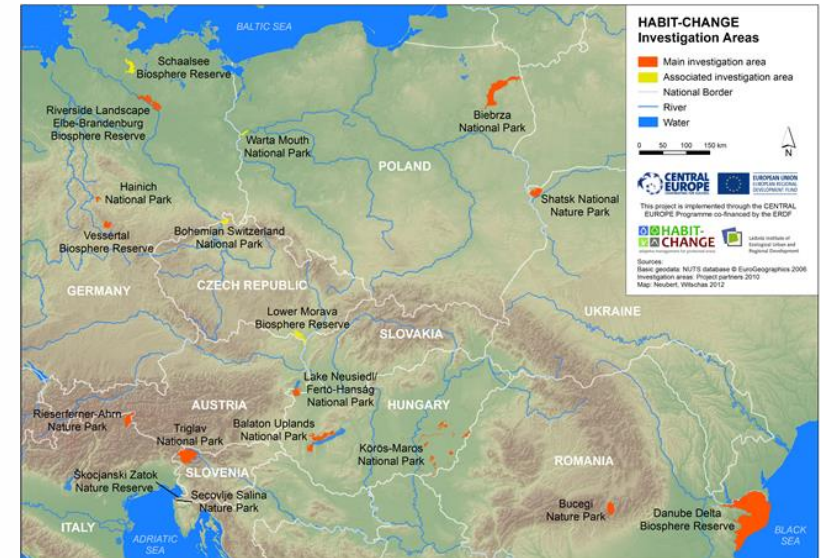 BALTIC SEA
Schaalsee
Biosphere Reserve
Riverside Landscape
Elbe-Brandenburg
Biosphere Reserve
Biebrza
National Park
Warta Mouth
National Park
POLAND
Hainich
National Park
Shatsk National
Nature Park
Vessertal
Biosphere Reserve
Bohemian Switzerland
National Park
GERMANY
CZECH REPUBLIC
Lower Morava
Biosphere Reserve
SLOVAKIA
UKRAINE
Lake Neusiedl/
Fertö-Hanság
National Park
AUSTRIA
HUNGARY
Rieserferner-Ahrn
Nature Park
Triglav
National Park
Balaton Uplands
National Park
Körös-Maros
National Park
ROMANIA
SLOVENIA
Škocjanski Zatok
Nature Reserve
Secovlje Salina
Nature Park
Bucegi
Nature Park
Danube Delta
Biosphere Reserve
ITALY
ADRIATIC
SEA
BLACK
SEA
HABIT-CHANGE
Investigation Areas
Main investigation area
Associated investigation area
National Border
River
Water
0 50 100 150 km
N
CENTRAL
EUROPE
EUROPEAN UNION
EUROPEAN REGIONAL
DEVELOPMENT FUND
This project is implemented through the CENTRAL
EUROPE Programme co-financed by the ERDF
HABIT-
CHANGE
Leibniz Institute of
Ecological Urban and
Regional Development
Sources:
Basic geodata: NUTS database © EuroGeographics 2006
Investigation areas: Project partners 2010
Map: Neubert, Witschas 2012